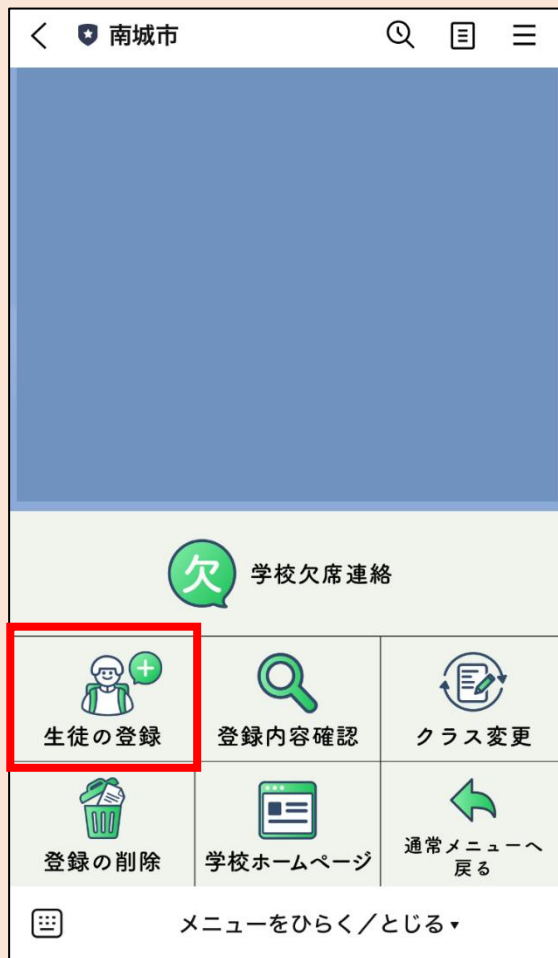 南城市
欠
学校欠席連絡
生徒の登録
登録内容確認
クラス変更
登録の削除
学校ホームページ
通常メニューへ
戻る
メニューをひらく／とじる▾